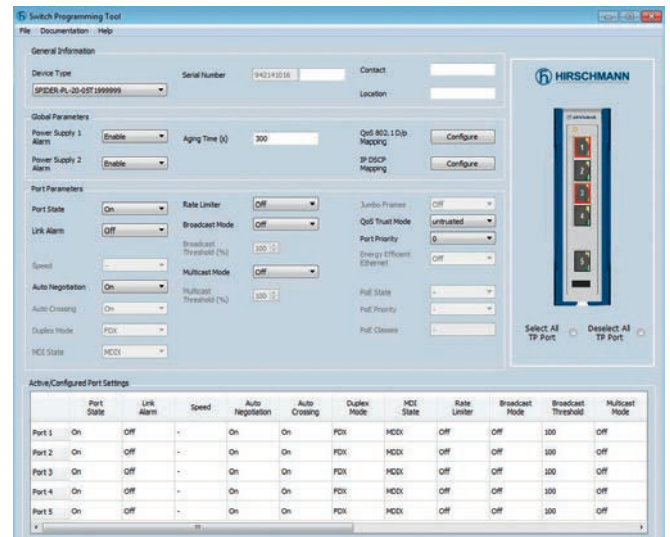 Switch Programming Tool
File Documentation Help
General Information
Device Type
SPIDER-PL-20-05T1999999
Serial Number 942141016
Contact
Location
HIRSCHMANN
HIRSCHMANN
1
2
3
4
5
Select All TP Port
Deselect All TP Port
Global Parameters
Power Supply 1 Alarm Enable
Power Supply 2 Alarm Enable
Aging Time (s) 300
QoS 802.1D/p Mapping Configure
IP DSCP Mapping Configure
Port Parameters
Port State On
Link Alarm Off
Speed -
Auto Negotiation On
Auto Crossing On
Duplex Mode FDX
MDI State MDIX
Rate Limiter Off
Broadcast Mode Off
Broadcast Threshold (%) 100
Multicast Mode Off
Multicast Threshold (%) 100
Jumbo Frames Off
QoS Trust Mode untrusted
Port Priority 0
Energy Efficient Ethernet Off
PoE State -
PoE Priority -
PoE Classes -
Active/Configured Port Settings
Port State Link Alarm Speed Auto Negotiation Auto Crossing Duplex Mode MDI State Rate Limiter Broadcast Mode Broadcast Threshold Multicast Mode
Port 1 On Off - On On FDX MDIX Off Off 100 Off
Port 2 On Off - On On FDX MDIX Off Off 100 Off
Port 3 On Off - On On FDX MDIX Off Off 100 Off
Port 4 On Off - On On FDX MDIX Off Off 100 Off
Port 5 On Off - On On FDX MDIX Off Off 100 Off